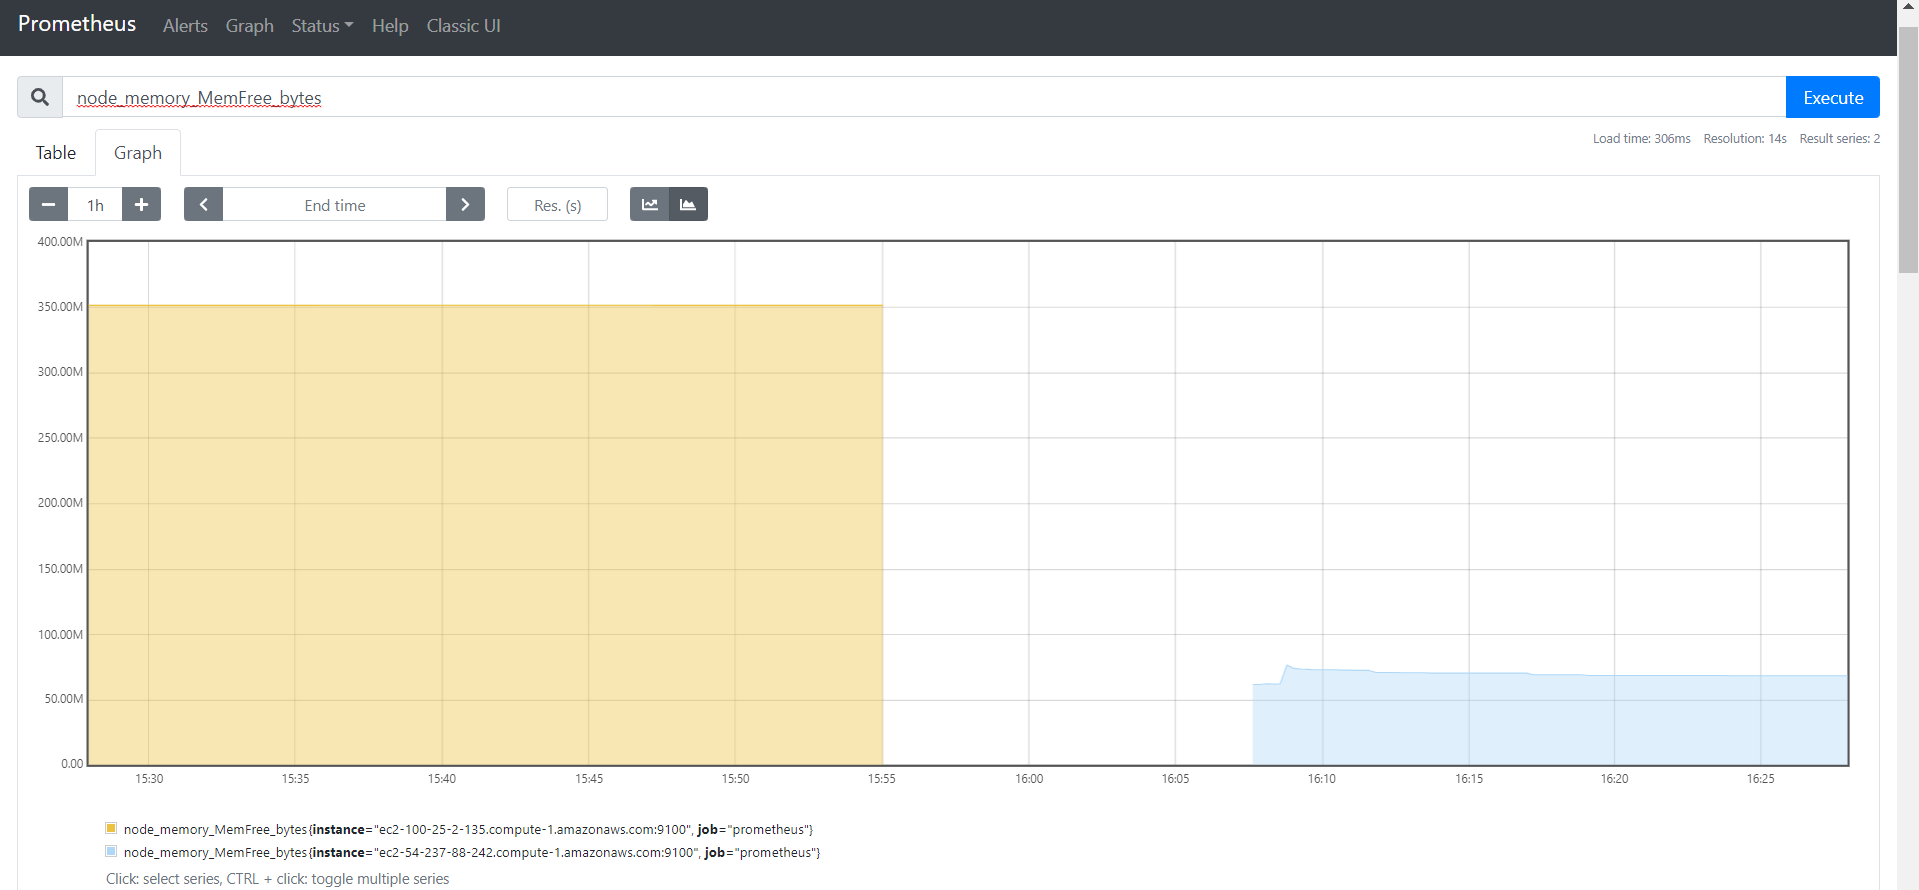 Prometheus Alerts Graph Status Help Classic UI
node_memory_MemFree_bytes Execute
Load time: 306ms Resolution: 14s Result series: 2
Table Graph
1h End time Res. (s)
400.00M
350.00M
300.00M
250.00M
200.00M
150.00M
100.00M
50.00M
0.00
15:30 15:35 15:40 15:45 15:50 15:55 16:00 16:05 16:10 16:15 16:20 16:25
node_memory_MemFree_bytes{instance="ec2-100-25-2-135.compute-1.amazonaws.com:9100", job="prometheus"}
node_memory_MemFree_bytes{instance="ec2-54-237-88-242.compute-1.amazonaws.com:9100", job="prometheus"}
Click: select series, CTRL + click: toggle multiple series